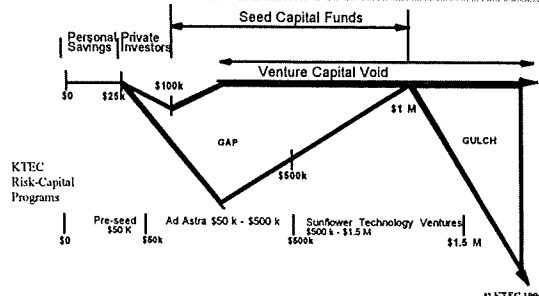 Seed Capital Funds
Personal Savings
Private Investors
Venture Capital Void
$0
$25k
$100k
$1 M
GAP
GULCH
$500k
KTEC
Risk-Capital
Programs
Pre-seed
$50 K
Ad Astra $50 k - $500 k
Sunflower Technology Ventures
$500 k - $1.5 M
$0
$50k
$500k
$1.5 M
KTEC